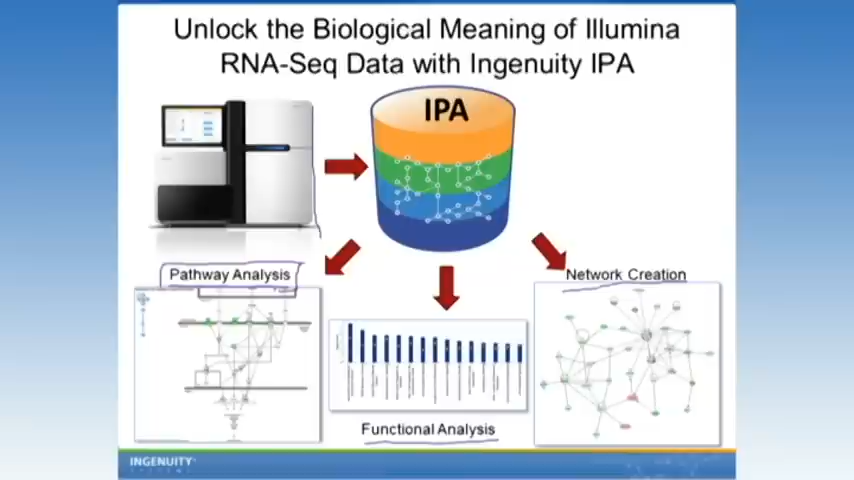 Unlock the Biological Meaning of Illumina
RNA-Seq Data with Ingenuity IPA
IPA
Pathway Analysis
Network Creation
Functional Analysis
INGENUITY
SYSTEMS